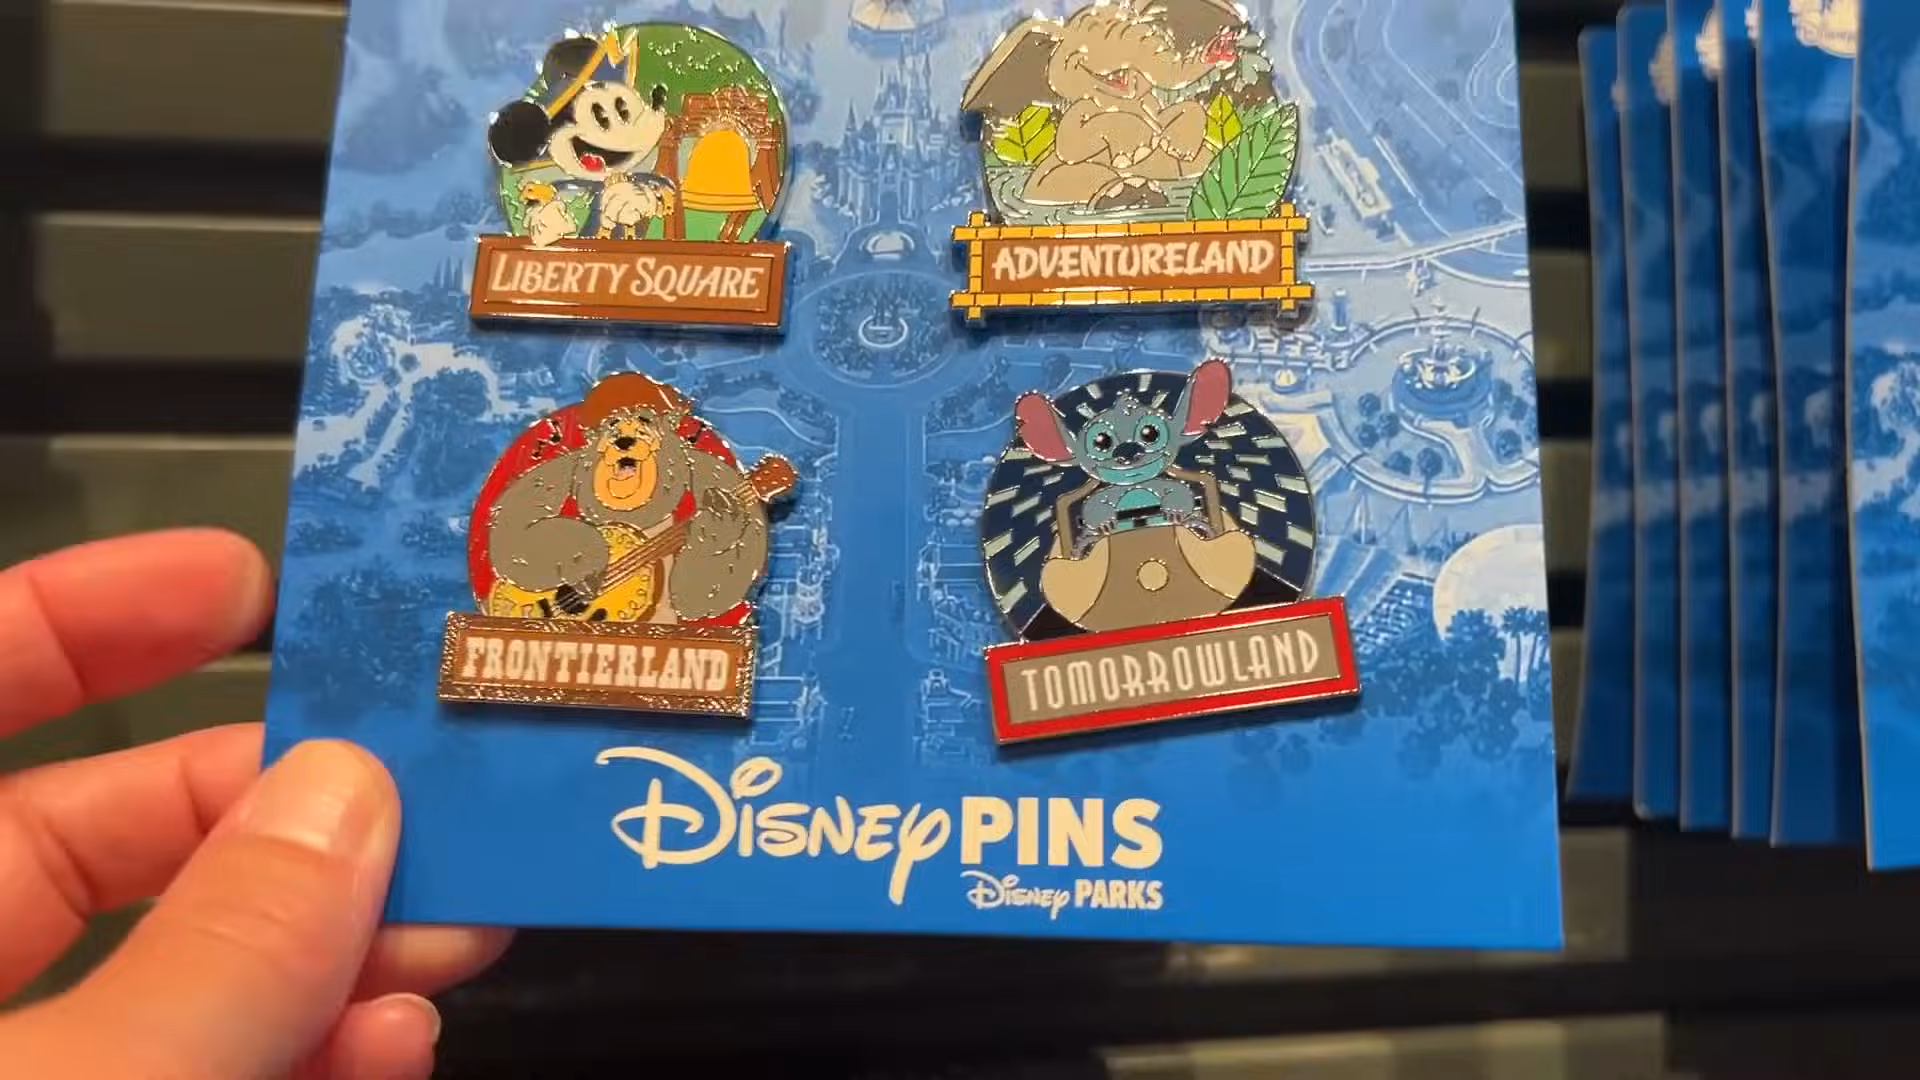 LIBERTY SQUARE
ADVENTURELAND
FRONTIERLAND
TOMORROWLAND
Disney PINS
Disney PARKS